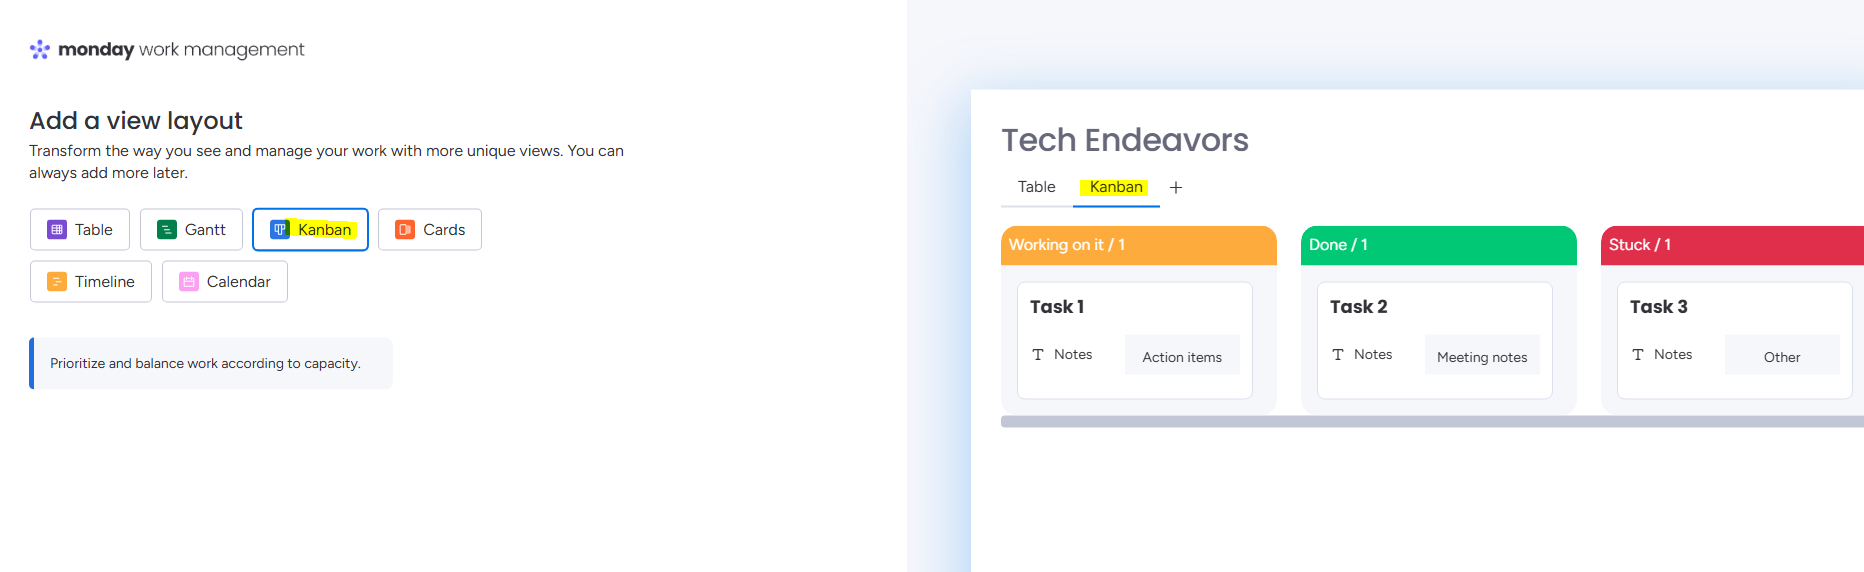 monday work management
Add a view layout
Transform the way you see and manage your work with more unique views. You can
always add more later.
Table
Gantt
Kanban
Cards
Timeline
Calendar
Prioritize and balance work according to capacity.
Tech Endeavors
Table
Kanban
+
Working on it / 1
Task 1
T Notes
Action items
Done / 1
Task 2
T Notes
Meeting notes
Stuck / 1
Task 3
T Notes
Other